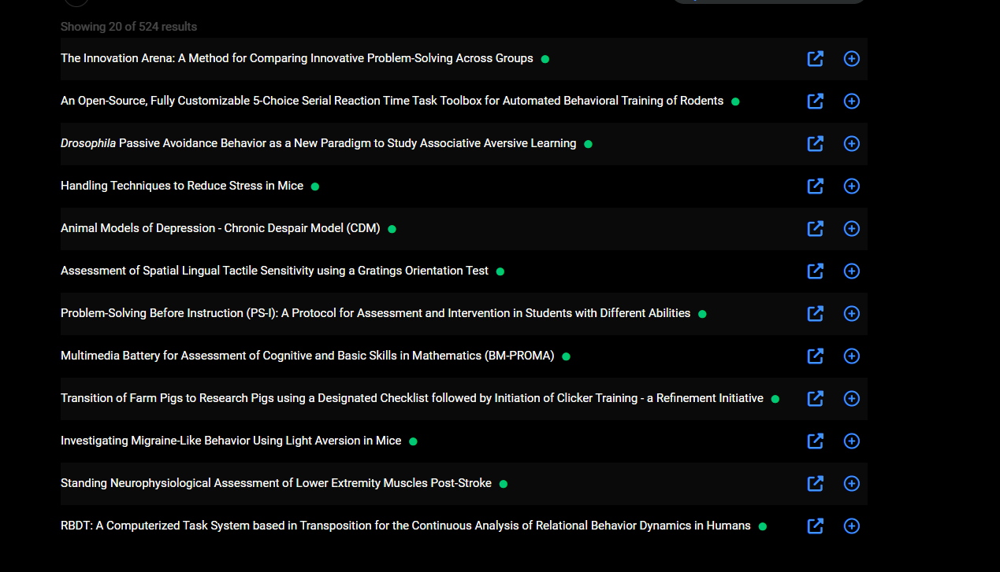 Showing 20 of 524 results
The Innovation Arena: A Method for Comparing Innovative Problem-Solving Across Groups
An Open-Source, Fully Customizable 5-Choice Serial Reaction Time Task Toolbox for Automated Behavioral Training of Rodents
Drosophila Passive Avoidance Behavior as a New Paradigm to Study Associative Aversive Learning
Handling Techniques to Reduce Stress in Mice
Animal Models of Depression - Chronic Despair Model (CDM)
Assessment of Spatial Lingual Tactile Sensitivity using a Gratings Orientation Test
Problem-Solving Before Instruction (PS-I): A Protocol for Assessment and Intervention in Students with Different Abilities
Multimedia Battery for Assessment of Cognitive and Basic Skills in Mathematics (BM-PROMA)
Transition of Farm Pigs to Research Pigs using a Designated Checklist followed by Initiation of Clicker Training - a Refinement Initiative
Investigating Migraine-Like Behavior Using Light Aversion in Mice
Standing Neurophysiological Assessment of Lower Extremity Muscles Post-Stroke
RBDT: A Computerized Task System based in Transposition for the Continuous Analysis of Relational Behavior Dynamics in Humans